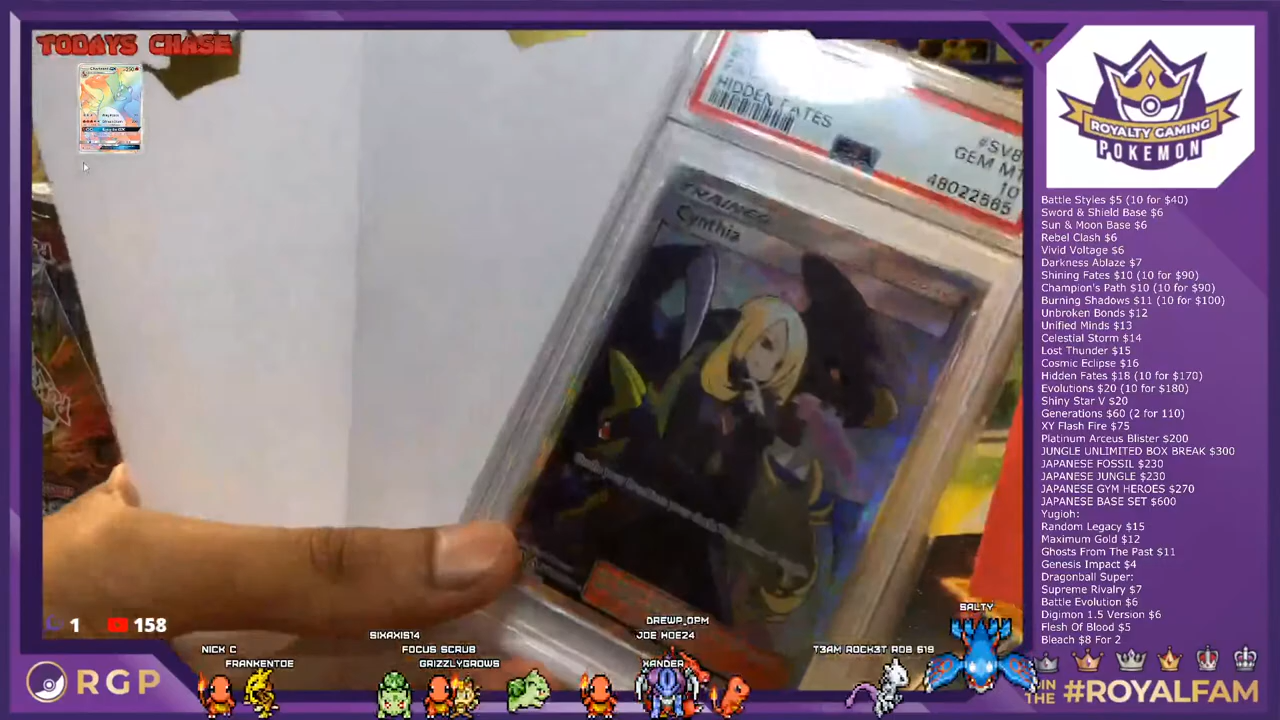 TODAYS CHASE
HIDDEN FATES
#SV8
GEM MT
10
48022565
TRAINER
Cynthia
ROYALTY GAMING
POKEMON
Battle Styles $5 (10 for $40)
Sword & Shield Base $6
Sun & Moon Base $6
Rebel Clash $6
Vivid Voltage $6
Darkness Ablaze $7
Shining Fates $10 (10 for $90)
Champion's Path $10 (10 for $90)
Burning Shadows $11 (10 for $100)
Unbroken Bonds $12
Unified Minds $13
Celestial Storm $14
Lost Thunder $15
Cosmic Eclipse $16
Hidden Fates $18 (10 for $170)
Evolutions $20 (10 for $180)
Shiny Star V $20
Generations $60 (2 for 110)
XY Flash Fire $75
Platinum Arceus Blister $200
JUNGLE UNLIMITED BOX BREAK $300
JAPANESE FOSSIL $230
JAPANESE JUNGLE $230
JAPANESE GYM HEROES $270
JAPANESE BASE SET $600
Yugioh:
Random Legacy $15
Maximum Gold $12
Ghosts From The Past $11
Genesis Impact $4
Dragonball Super:
Supreme Rivalry $7
Battle Evolution $6
Digimon 1.5 Version $6
Flesh Of Blood $5
Bleach $8 For 2
1
158
NICK C
FRANKENTOE
SIXAXIS14
FOCUS SCRUB
GRIZZLYGROWS
DREWP_OPM
JOE HOE24
XANDER
T3AM ROCK3T ROB 619
SALTY
RGP
IN
THE
#ROYALFAM